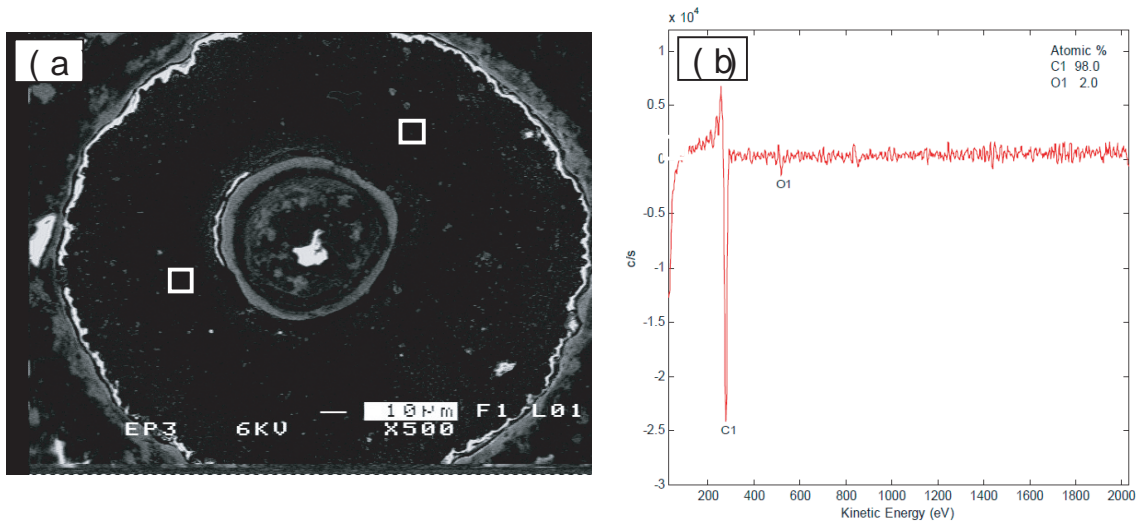 ( a
10µm F1 L01
EP3 6KV X500
x 10⁴
( b)
Atomic %
C1 98.0
O1 2.0
1
0.5
0
-0.5
-1
-1.5
-2
-2.5
-3
c/s
O1
C1
200 400 600 800 1000 1200 1400 1600 1800 2000
Kinetic Energy (eV)